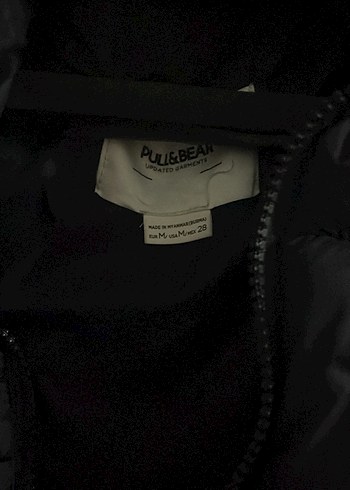 PULL&BEAR
UPDATED GARMENTS
MADE IN MYANMAR (BURMA)
EUR M/ USA M/ MEX 28